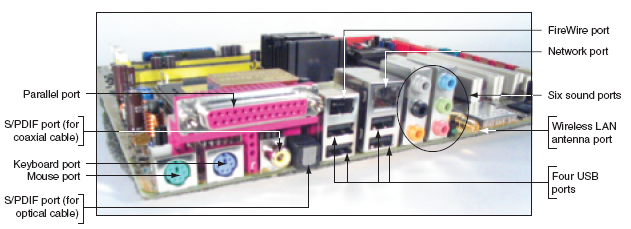 FireWire port
Network port
Parallel port
Six sound ports
S/PDIF port (for
coaxial cable)
Wireless LAN
antenna port
Keyboard port
Mouse port
Four USB
ports
S/PDIF port (for
optical cable)